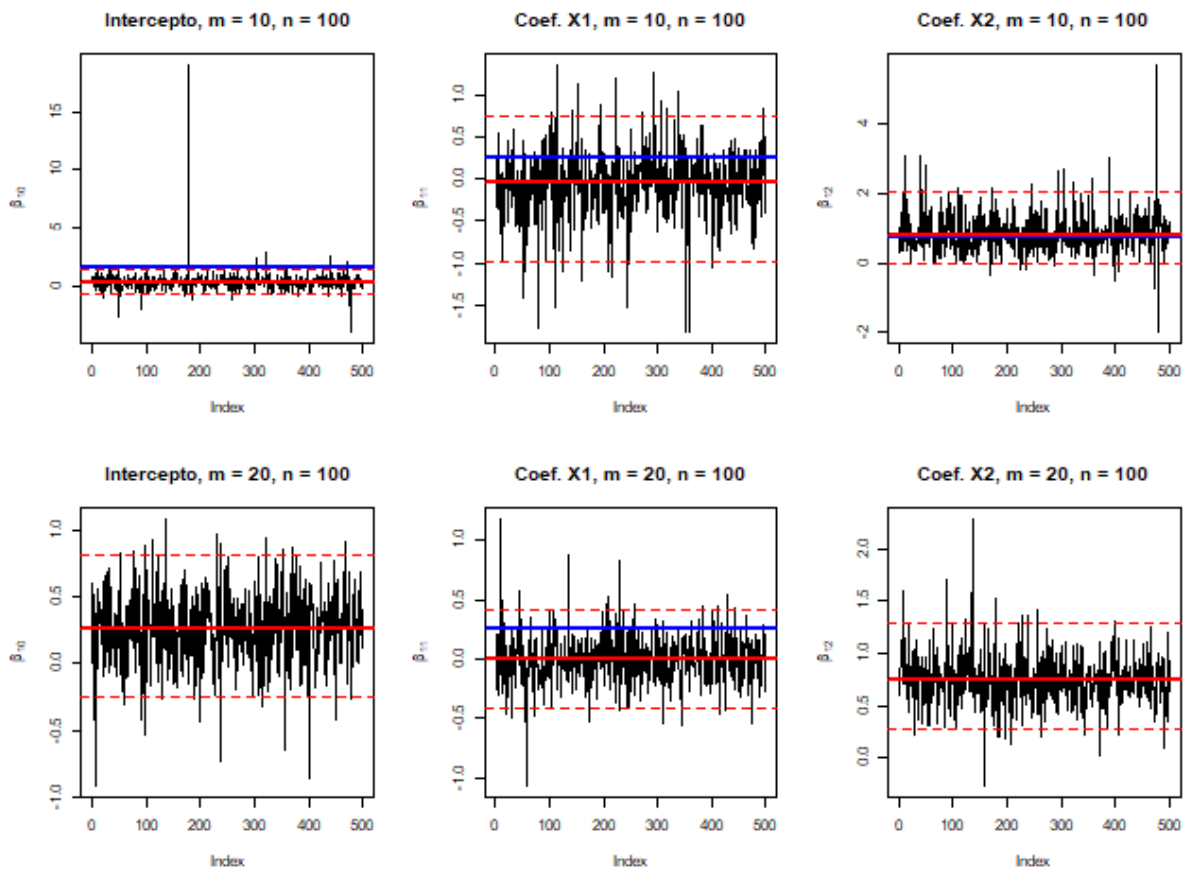 Intercepto, m = 10, n = 100
Coef. X1, m = 10, n = 100
Coef. X2, m = 10, n = 100
β10
15
10
5
0
0 100 200 300 400 500
Index
β11
1.0
0.5
0.0
-0.5
-1.0
-1.5
0 100 200 300 400 500
Index
β12
4
2
0
-2
0 100 200 300 400 500
Index
Intercepto, m = 20, n = 100
Coef. X1, m = 20, n = 100
Coef. X2, m = 20, n = 100
β10
1.0
0.5
0.0
-0.5
-1.0
0 100 200 300 400 500
Index
β11
1.0
0.5
0.0
-0.5
-1.0
0 100 200 300 400 500
Index
β12
2.0
1.5
1.0
0.5
0.0
0 100 200 300 400 500
Index